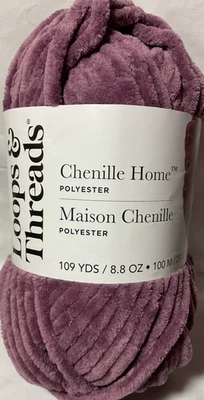 Loops &
Threads®
Chenille Home™
POLYESTER
Maison Chenille
POLYESTER
109 YDS / 8.8 OZ • 100 M /